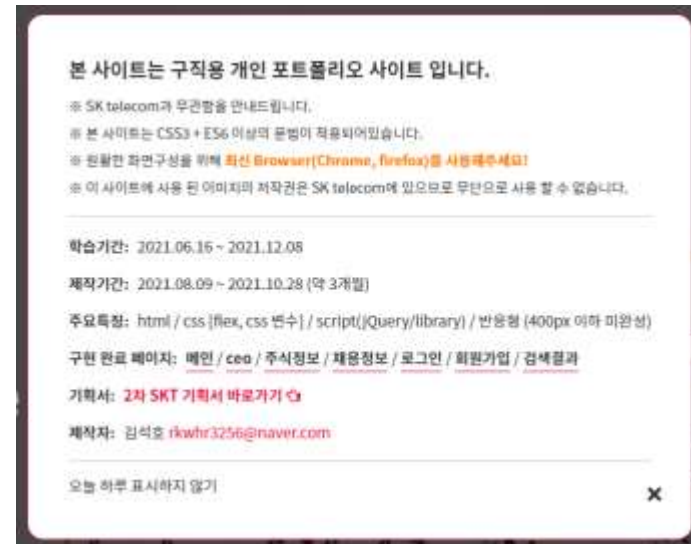 본 사이트는 구직용 개인 포트폴리오 사이트 입니다.
※ SK telecom과 무관함을 안내드립니다.
※ 본 사이트는 CSS3 + ES6 이상의 문법이 적용되어있습니다.
※ 원활한 화면구성을 위해 최신 Browser(Chrome, firefox)를 사용해주세요!
※ 이 사이트에 사용 된 이미지의 저작권은 SK telecom에 있으므로 무단으로 사용 할 수 없습니다.
학습기간: 2021.06.16 ~ 2021.12.08
제작기간: 2021.08.09 ~ 2021.10.28 (약 3개월)
주요특징: html / css [flex, css 변수] / script(jQuery/library) / 반응형 (400px 이하 미완성)
구현 완료 페이지: 메인 / ceo / 주식정보 / 채용정보 / 로그인 / 회원가입 / 검색결과
기획서: 2차 SKT 기획서 바로가기
제작자: 김석호 rkwhr3256@naver.com
오늘 하루 표시하지 않기